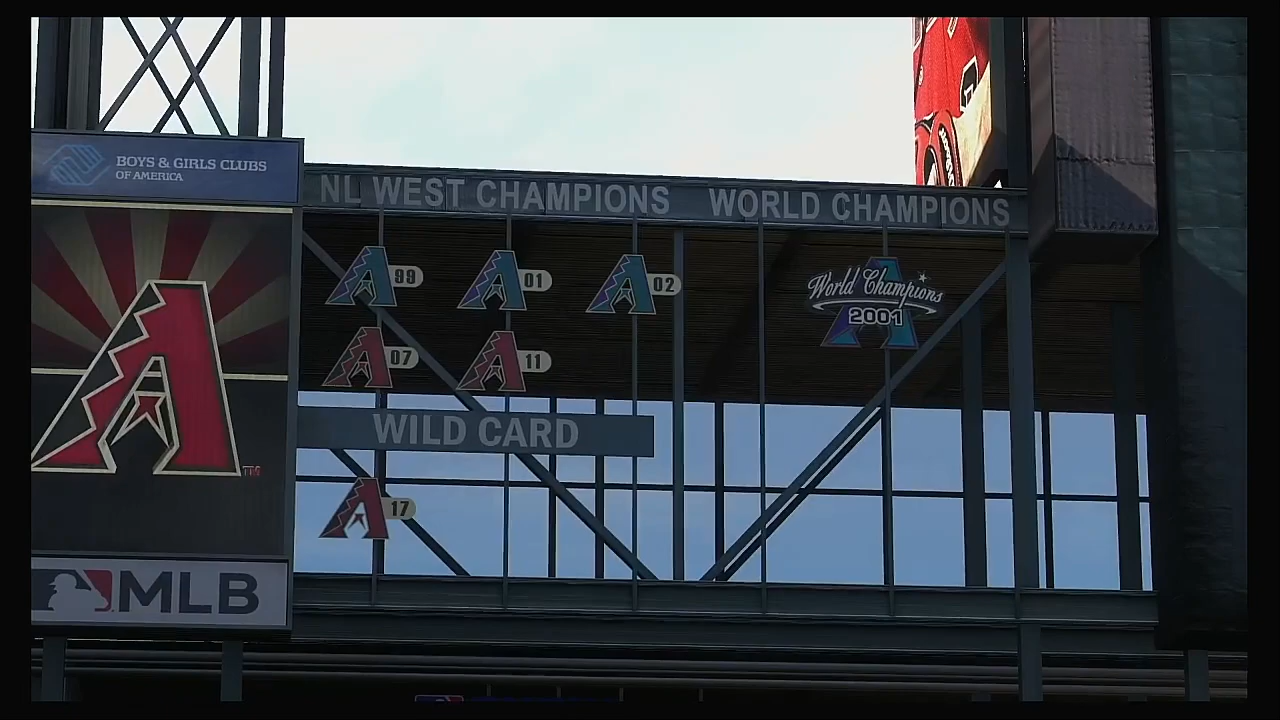 BOYS & GIRLS CLUBS
OF AMERICA
NL WEST CHAMPIONS
WORLD CHAMPIONS
99
01
02
World Champions
2001
07
11
WILD CARD
17
TM
MLB